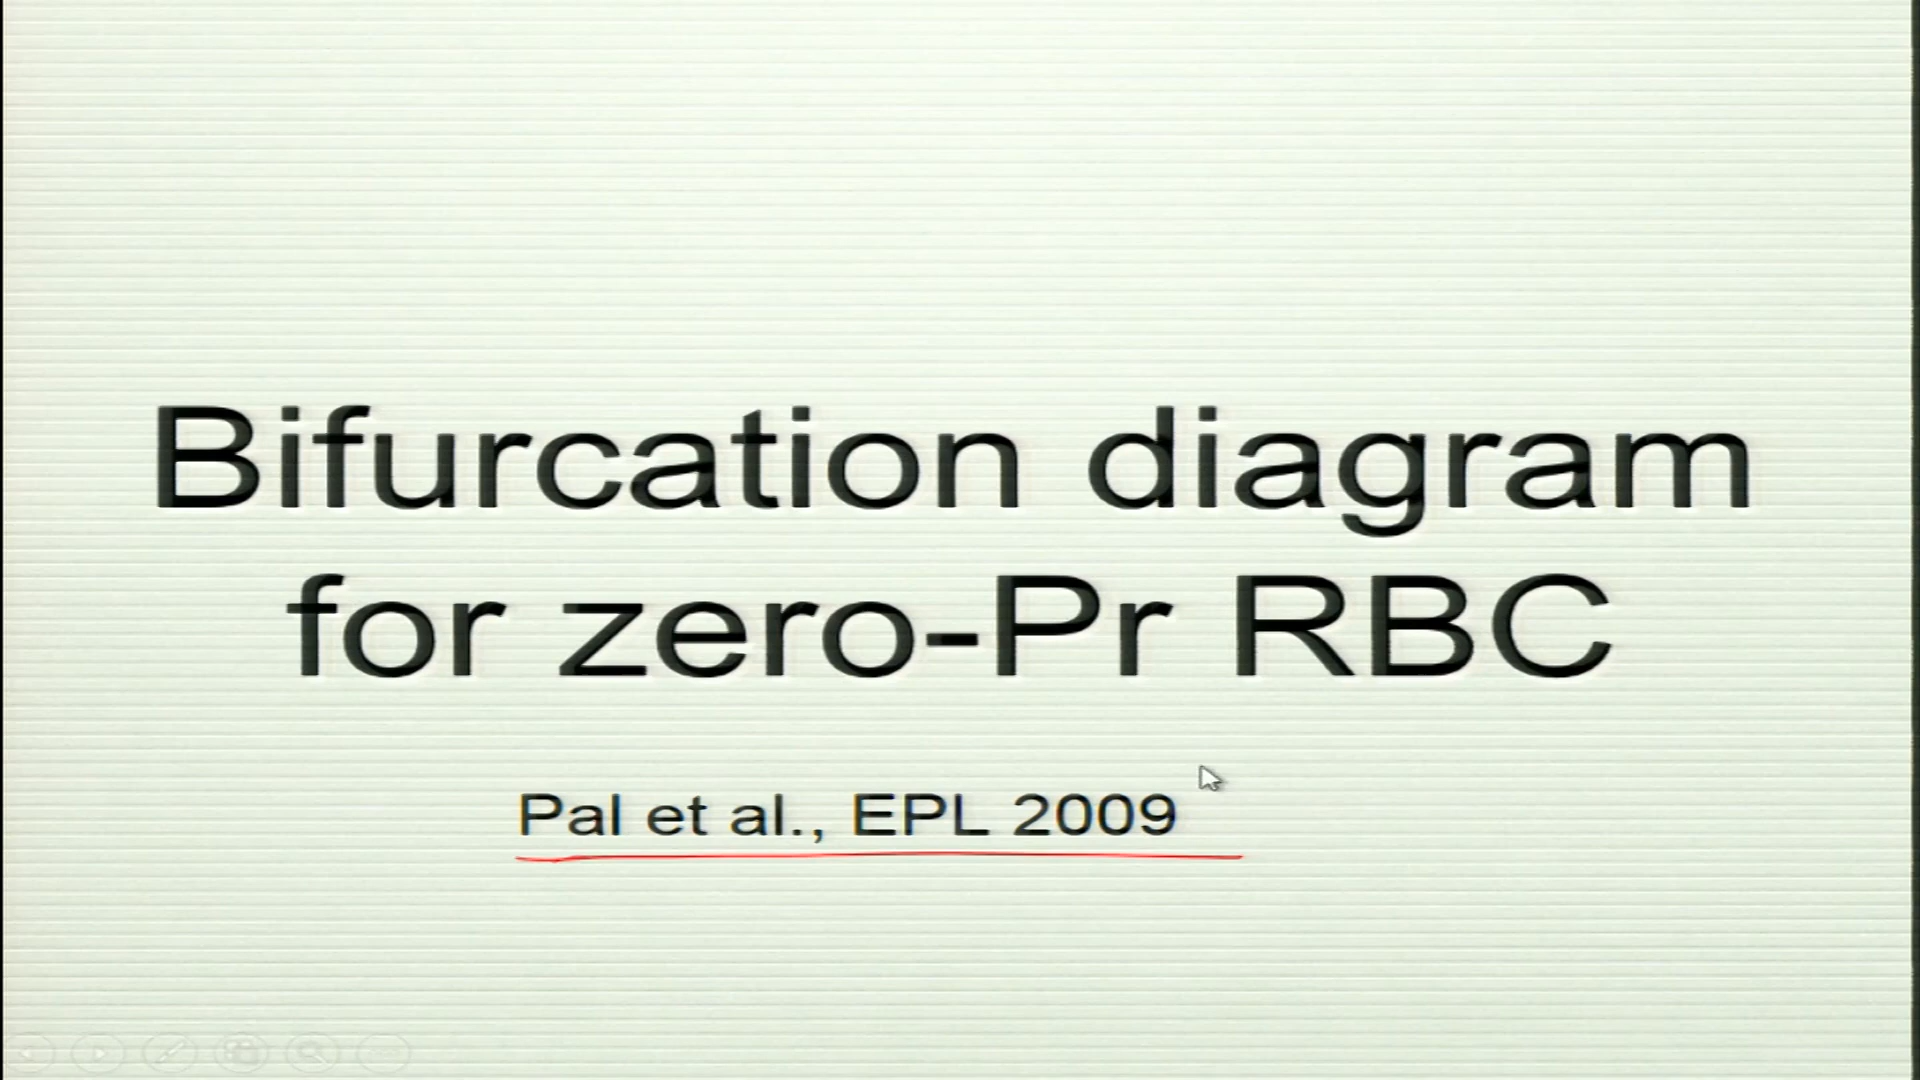 Bifurcation diagram
for zero-Pr RBC
Pal et al., EPL 2009